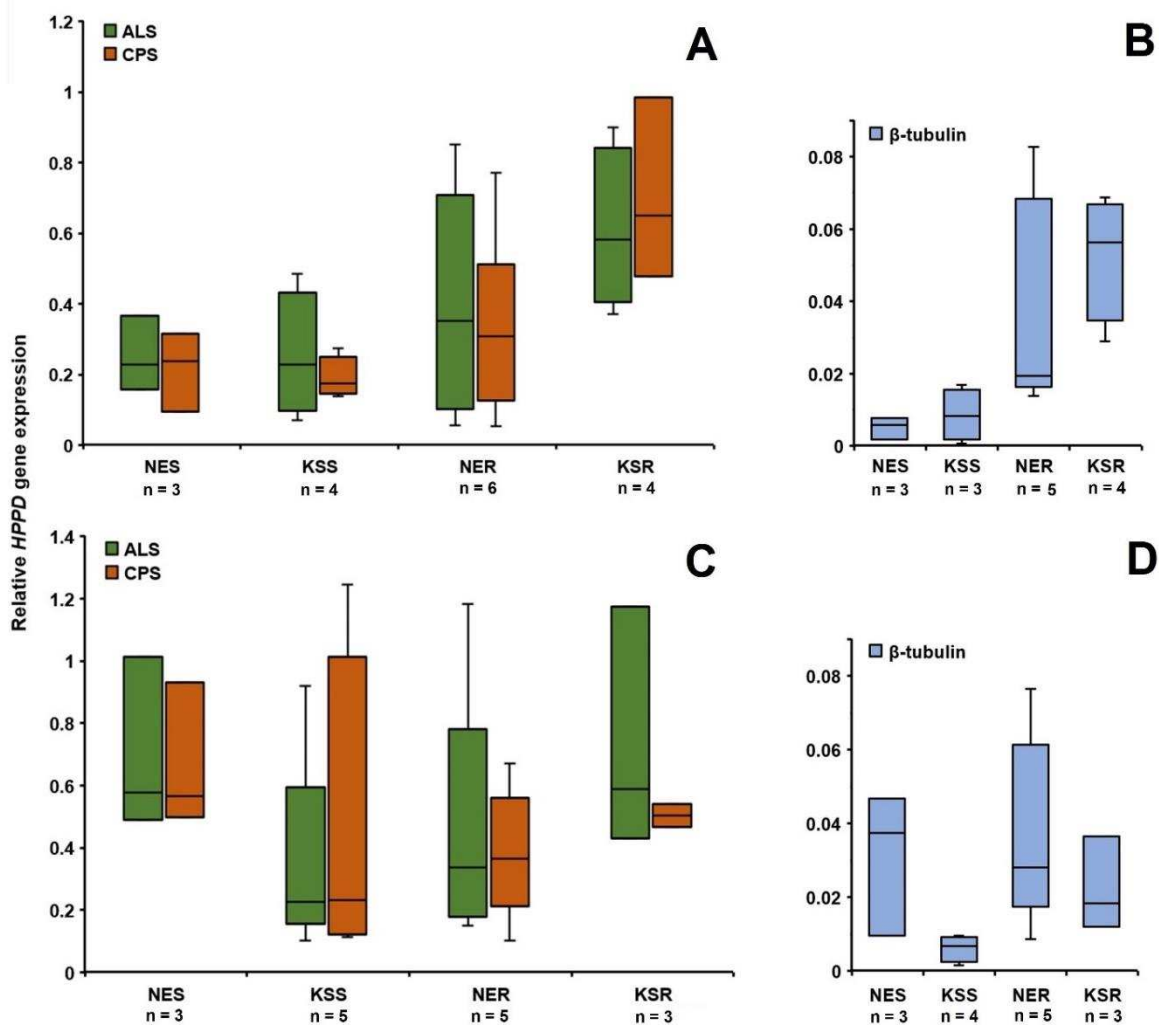 Relative HPPD gene expression
A
ALS
CPS
1.2
1
0.8
0.6
0.4
0.2
0
NES KSS NER KSR
n = 3 n = 4 n = 6 n = 4
B
β-tubulin
0.08
0.06
0.04
0.02
0
NES KSS NER KSR
n = 3 n = 3 n = 5 n = 4
C
ALS
CPS
1.4
1.2
1
0.8
0.6
0.4
0.2
0
NES KSS NER KSR
n = 3 n = 5 n = 5 n = 3
D
β-tubulin
0.08
0.06
0.04
0.02
0
NES KSS NER KSR
n = 3 n = 4 n = 5 n = 3